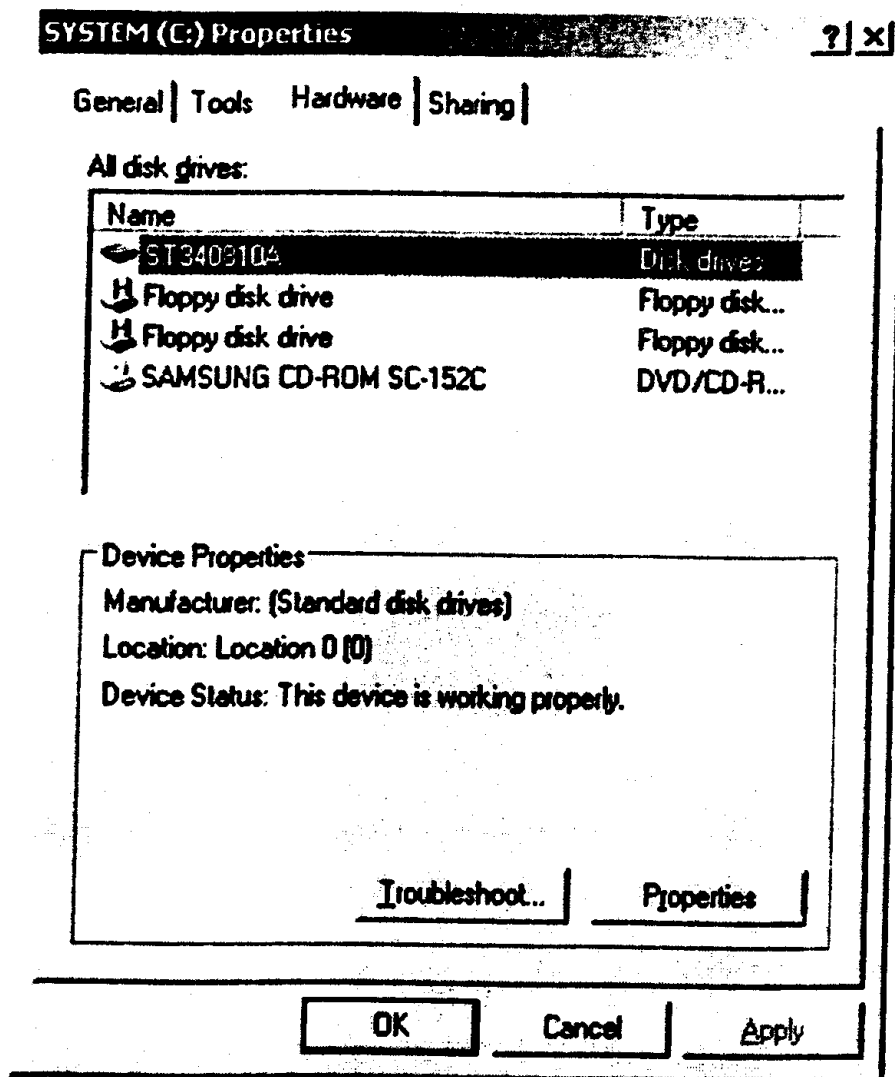 SYSTEM (C:) Properties ? ×
General Tools Hardware Sharing
All disk drives:
Name Type
ST340810A Disk drives
Floppy disk drive Floppy disk...
Floppy disk drive Floppy disk...
SAMSUNG CD-ROM SC-152C DVD/CD-R...
Device Properties
Manufacturer: (Standard disk drives)
Location: Location 0 (0)
Device Status: This device is working properly.
Troubleshoot... Properties
OK Cancel Apply